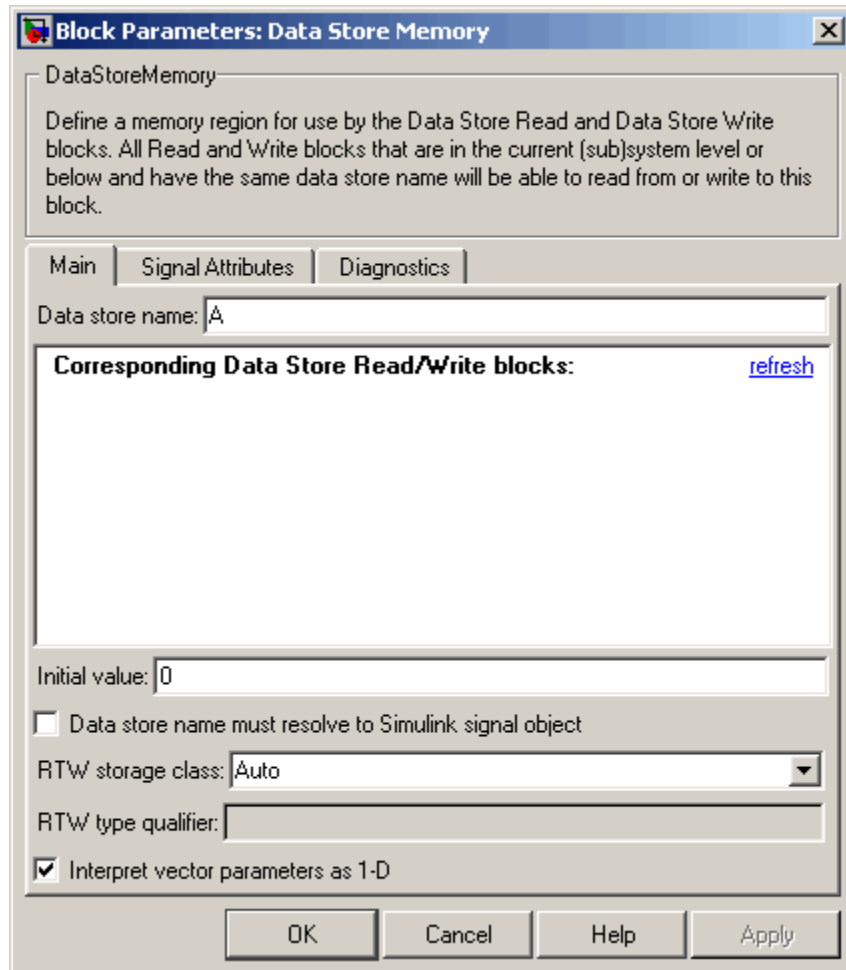 Block Parameters: Data Store Memory
DataStoreMemory
Define a memory region for use by the Data Store Read and Data Store Write
blocks. All Read and Write blocks that are in the current (sub)system level or
below and have the same data store name will be able to read from or write to this
block.
Main Signal Attributes Diagnostics
Data store name: A
Corresponding Data Store Read/Write blocks: refresh
Initial value: 0
Data store name must resolve to Simulink signal object
RTW storage class: Auto
RTW type qualifier:
Interpret vector parameters as 1-D
OK Cancel Help Apply